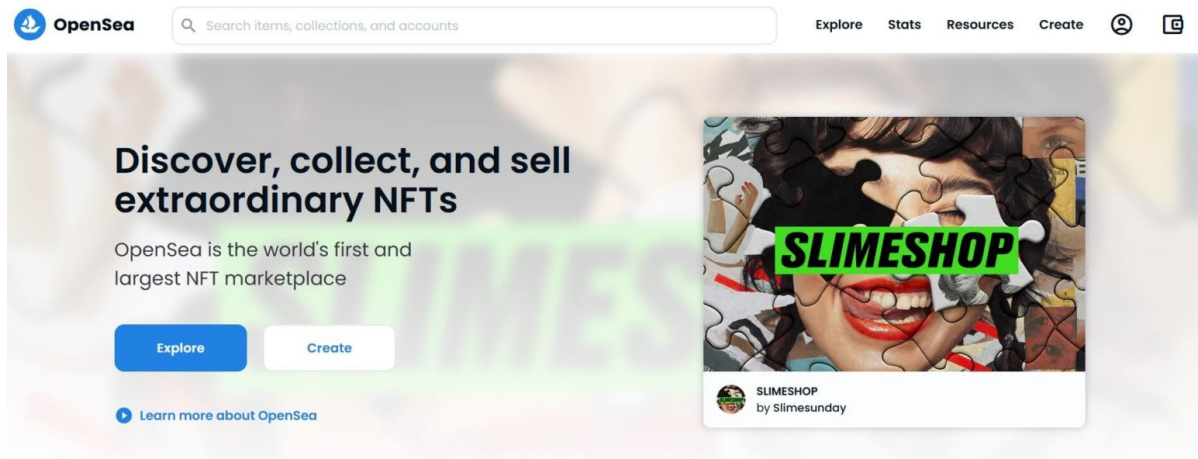 OpenSea
Search items, collections, and accounts
Explore
Stats
Resources
Create
Discover, collect, and sell
extraordinary NFTs
OpenSea is the world's first and
largest NFT marketplace
Explore
Create
Learn more about OpenSea
SLIMESHOP
SLIMESHOP
by Slimesunday